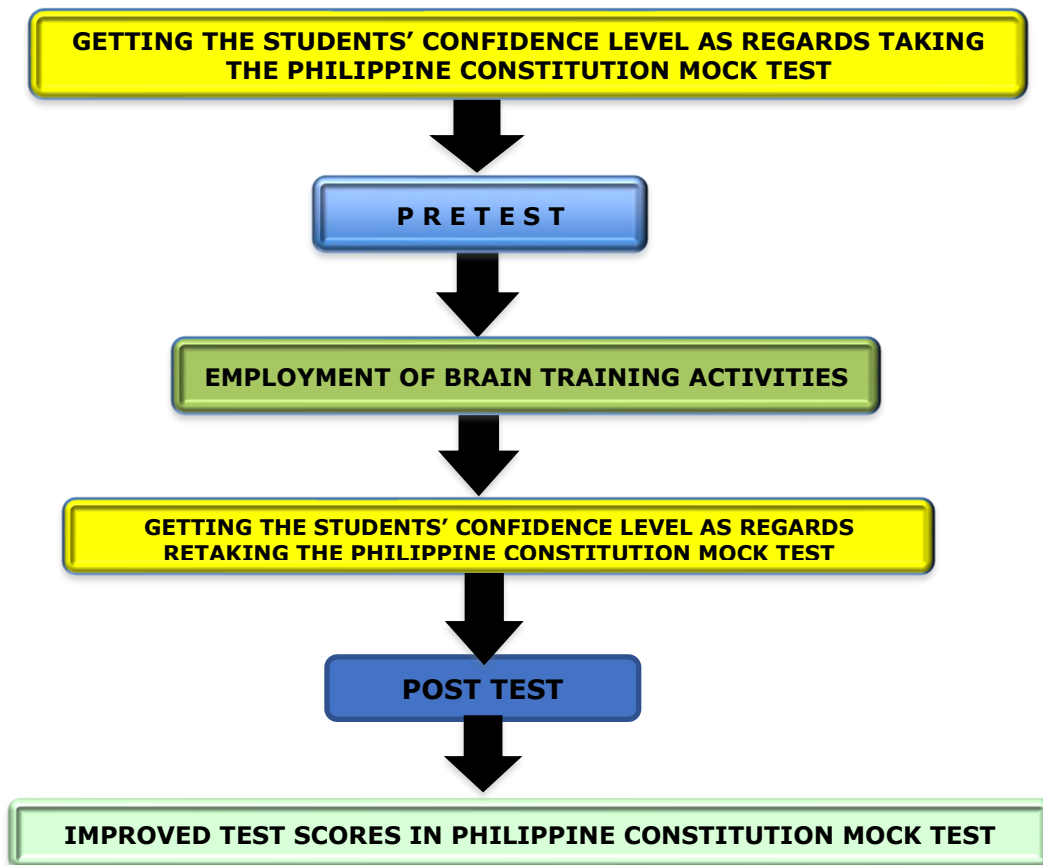 GETTING THE STUDENTS’ CONFIDENCE LEVEL AS REGARDS TAKING
THE PHILIPPINE CONSTITUTION MOCK TEST
P R E T E S T
EMPLOYMENT OF BRAIN TRAINING ACTIVITIES
GETTING THE STUDENTS’ CONFIDENCE LEVEL AS REGARDS
RETAKING THE PHILIPPINE CONSTITUTION MOCK TEST
POST TEST
IMPROVED TEST SCORES IN PHILIPPINE CONSTITUTION MOCK TEST